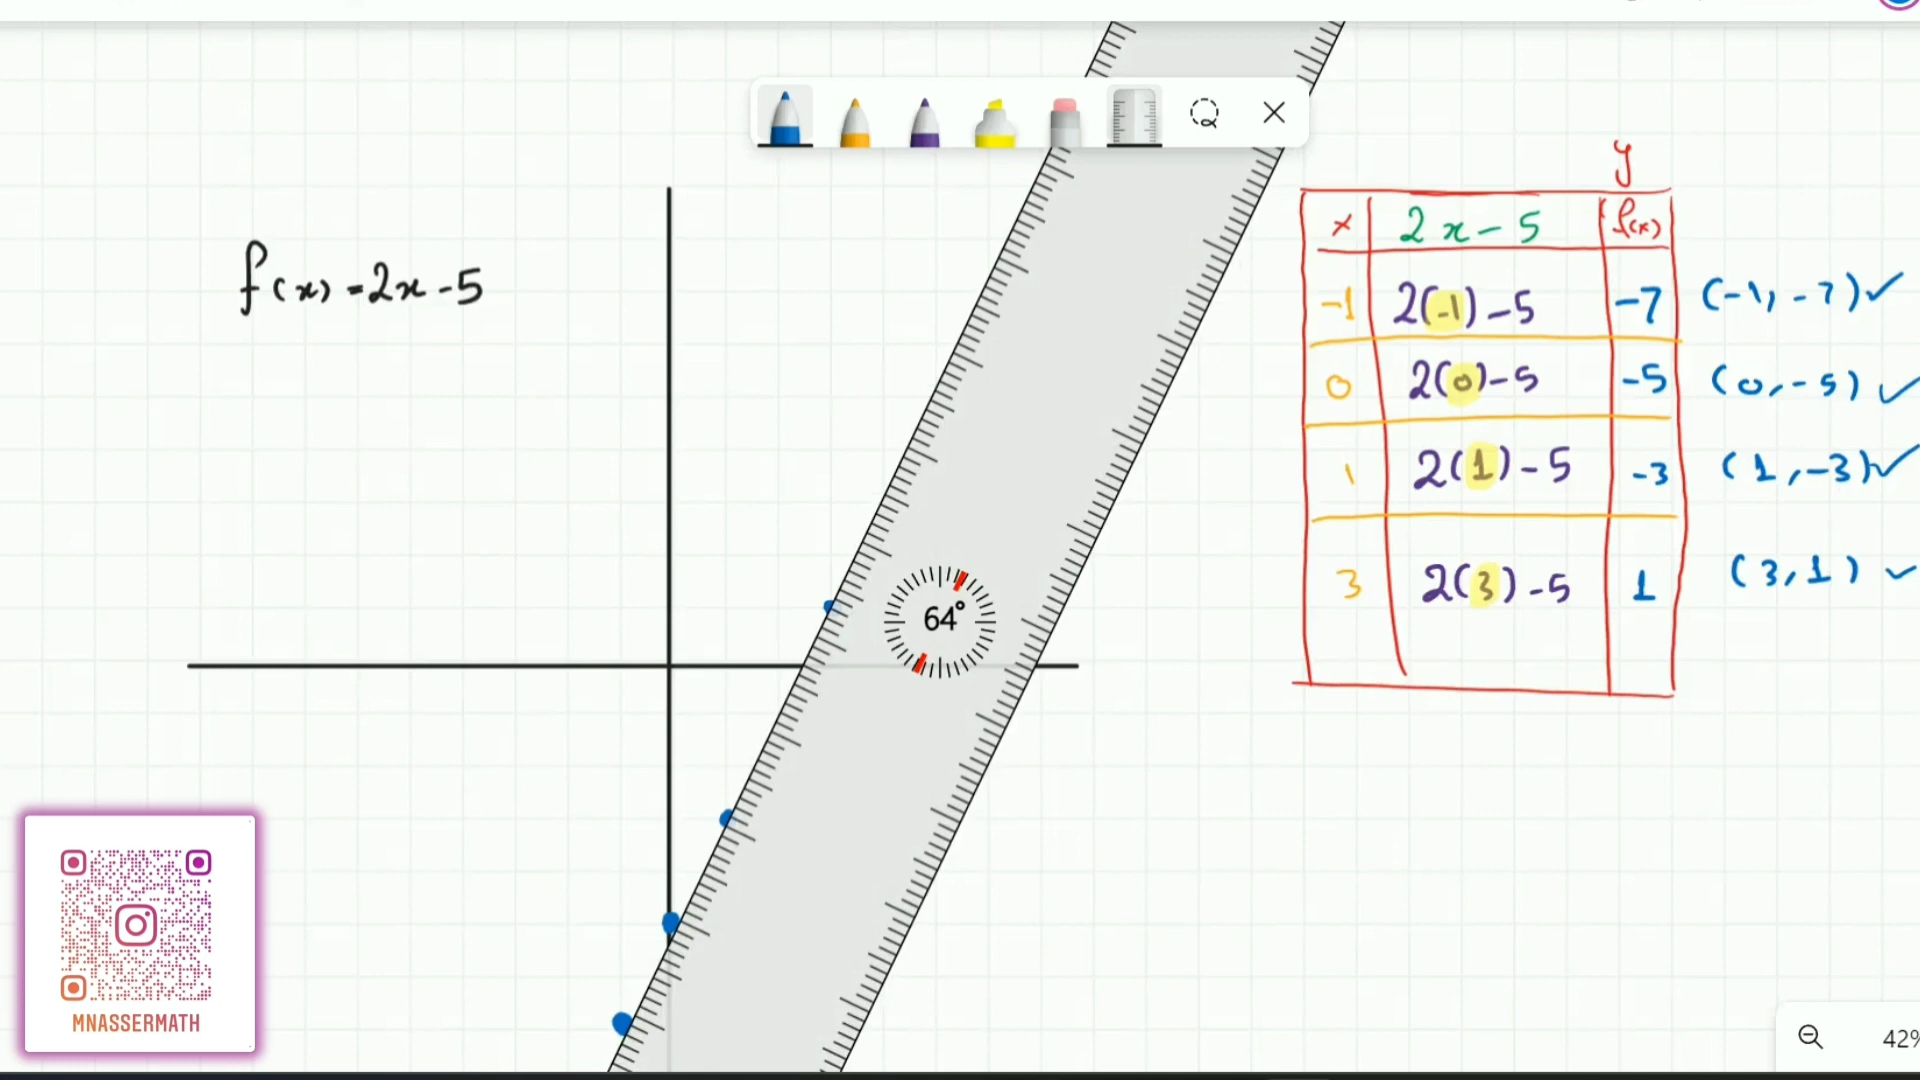 f(x) = 2x - 5
64°
y
x 2x - 5 f(x)
-1 2(-1) - 5 -7 (-1, -7) ✓
0 2(0) - 5 -5 (0, -5) ✓
1 2(1) - 5 -3 (1, -3) ✓
3 2(3) - 5 1 (3, 1) ✓
MNASSERMATH
42%